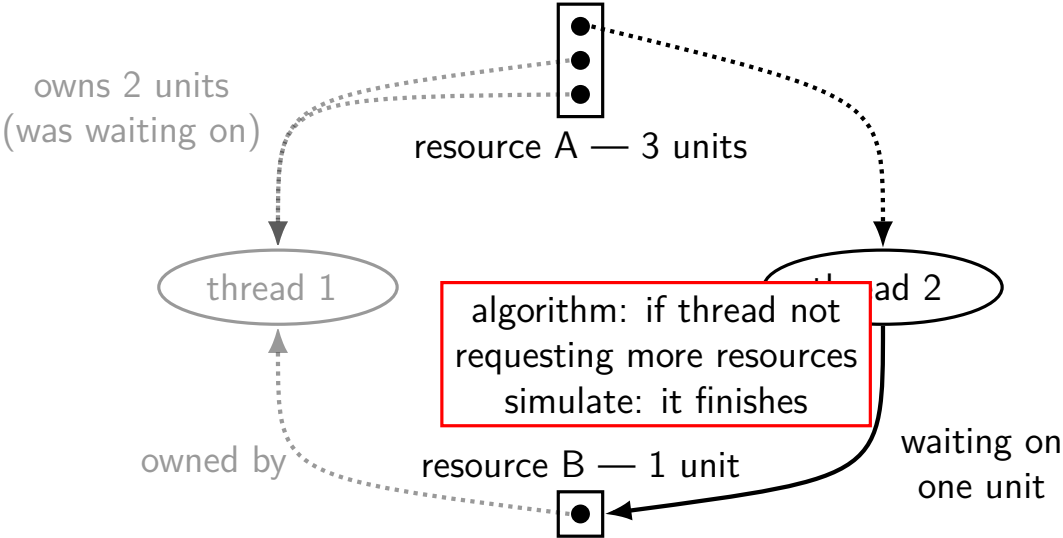 owns 2 units
(was waiting on)
resource A — 3 units
thread 1
ad 2
algorithm: if thread not
requesting more resources
simulate: it finishes
owned by
resource B — 1 unit
waiting on
one unit